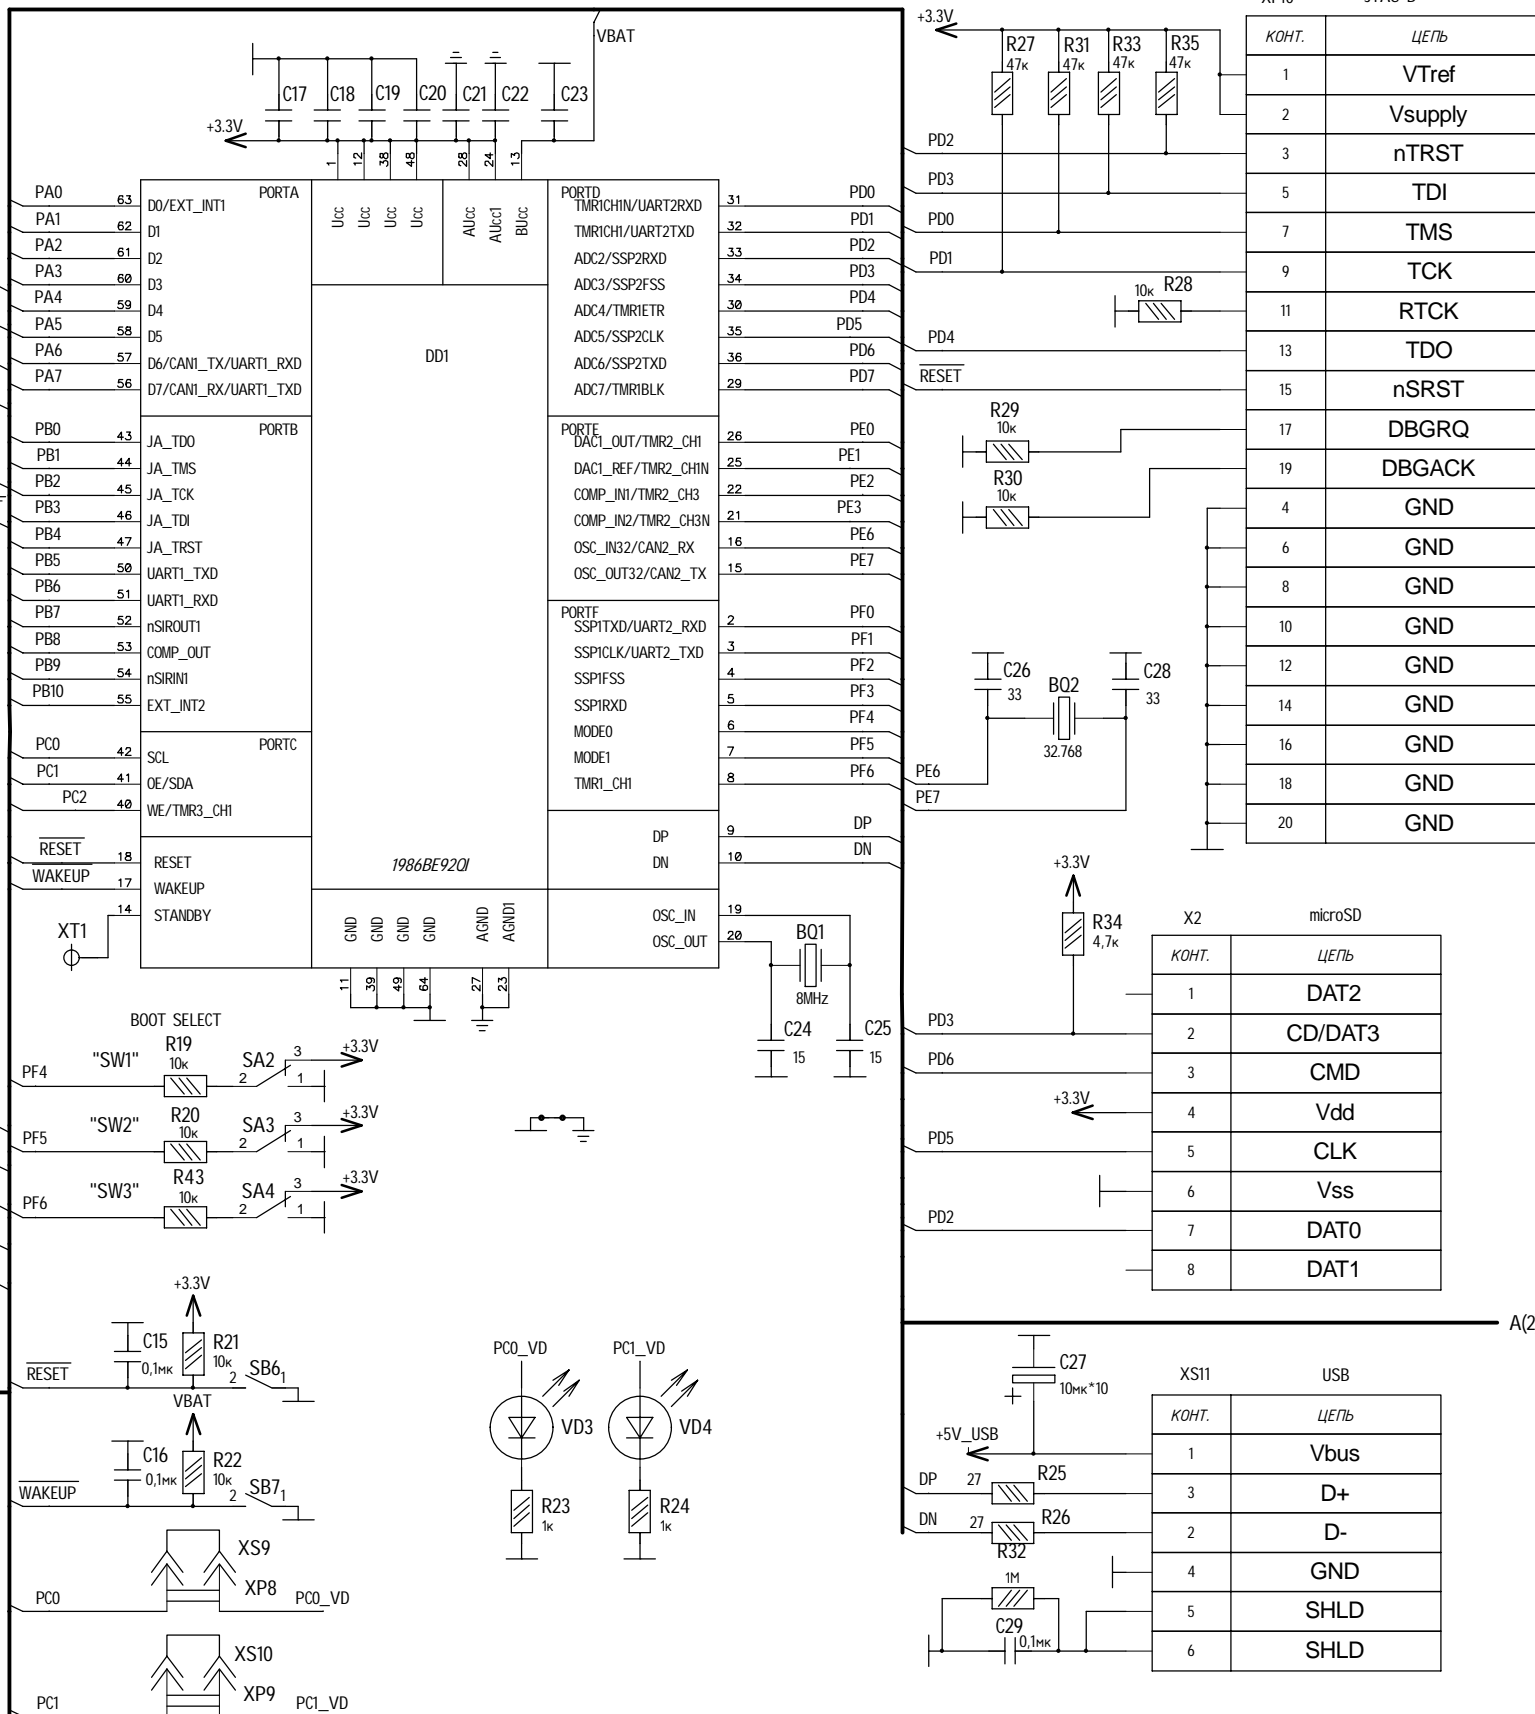 VBAT
C17 C18 C19 C20 C21 C22 C23
+3.3V
1 12 38 48 28 24 13
PORTA
Ucc Ucc Ucc Ucc AUcc AUcc1 BUcc
PORTD
PA0 63 D0/EXT_INT1
PA1 62 D1
PA2 61 D2
PA3 60 D3
PA4 59 D4
PA5 58 D5
PA6 57 D6/CAN1_TX/UART1_RXD
PA7 56 D7/CAN1_RX/UART1_TXD
PORTB
PB0 43 JA_TDO
PB1 44 JA_TMS
PB2 45 JA_TCK
PB3 46 JA_TDI
PB4 47 JA_TRST
PB5 50 UART1_TXD
PB6 51 UART1_RXD
PB7 52 nSIROUT1
PB8 53 COMP_OUT
PB9 54 nSIRIN1
PB10 55 EXT_INT2
PORTC
PC0 42 SCL
PC1 41 OE/SDA
PC2 40 WE/TMR3_CH1
RESET 18 RESET
WAKEUP 17 WAKEUP
14 STANDBY
XT1
DD1
1986BE92QI
GND GND GND GND AGND AGND1
11 39 49 64 27 23
TMR1CH1N/UART2RXD 31 PD0
TMR1CH1/UART2TXD 32 PD1
ADC2/SSP2RXD 33 PD2
ADC3/SSP2FSS 34 PD3
ADC4/TMR1ETR 30 PD4
ADC5/SSP2CLK 35 PD5
ADC6/SSP2TXD 36 PD6
ADC7/TMR1BLK 29 PD7
PORTE
DAC1_OUT/TMR2_CH1 26 PE0
DAC1_REF/TMR2_CH1N 25 PE1
COMP_IN1/TMR2_CH3 22 PE2
COMP_IN2/TMR2_CH3N 21 PE3
OSC_IN32/CAN2_RX 16 PE6
OSC_OUT32/CAN2_TX 15 PE7
PORTF
SSP1TXD/UART2_RXD 2 PF0
SSP1CLK/UART2_TXD 3 PF1
SSP1FSS 4 PF2
SSP1RXD 5 PF3
MODE0 6 PF4
MODE1 7 PF5
TMR1_CH1 8 PF6
DP 9 DP
DN 10 DN
OSC_IN 19
OSC_OUT 20
BQ1
8MHz
C24 15
C25 15
BOOT SELECT
PF4 "SW1" R19 10к SA2 2 3 1 +3.3V
PF5 "SW2" R20 10к SA3 2 3 1 +3.3V
PF6 "SW3" R43 10к SA4 2 3 1 +3.3V
+3.3V
C15 0,1мк
R21 10к
RESET 2 SB6 1
VBAT
C16 0,1мк
R22 10к
WAKEUP 2 SB7 1
XS9
XP8
PC0 PC0_VD
XS10
XP9
PC1 PC1_VD
PC0_VD PC1_VD
VD3 VD4
R23 1к
R24 1к
+3.3V
R27 47к
R31 47к
R33 47к
R35 47к
КОНТ. ЦЕПЬ
1 VTref
2 Vsupply
PD2 3 nTRST
PD3 5 TDI
PD0 7 TMS
PD1 9 TCK
10к R28 11 RTCK
PD4 13 TDO
RESET 15 nSRST
R29 10к 17 DBGRQ
R30 10к 19 DBGACK
4 GND
6 GND
8 GND
10 GND
12 GND
14 GND
16 GND
18 GND
20 GND
C26 33
BQ2
32.768
C28 33
PE6
PE7
+3.3V
R34 4,7к
X2 microSD
КОНТ. ЦЕПЬ
1 DAT2
PD3 2 CD/DAT3
PD6 3 CMD
+3.3V 4 Vdd
PD5 5 CLK
6 Vss
PD2 7 DAT0
8 DAT1
A(2
C27
10мк*10
+
XS11 USB
КОНТ. ЦЕПЬ
+5V_USB 1 Vbus
DP 27 R25 3 D+
DN 27 R26 2 D-
R32
1М
4 GND
5 SHLD
C29 0,1мк
6 SHLD